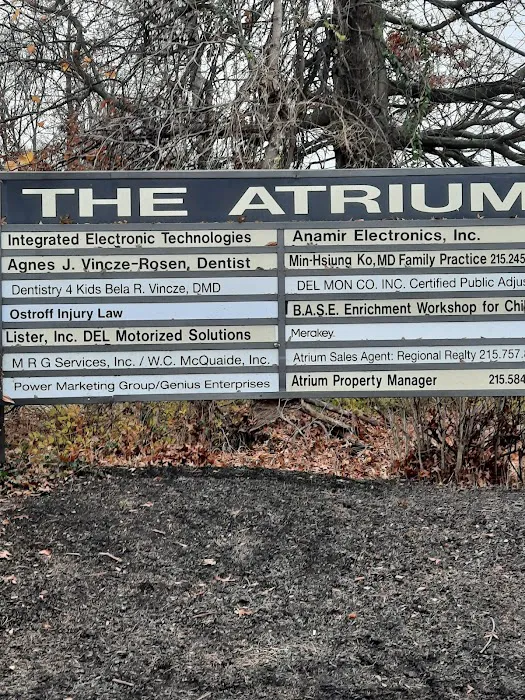 THE ATRIUM
Integrated Electronic Technologies
Agnes J. Vincze-Rosen, Dentist
Dentistry 4 Kids Bela R. Vincze, DMD
Ostroff Injury Law
Lister, Inc. DEL Motorized Solutions
M R G Services, Inc. / W.C. McQuaide, Inc.
Power Marketing Group/Genius Enterprises
Anamir Electronics, Inc.
Min-Hsiung Ko, MD Family Practice 215.245
DEL MON CO. INC. Certified Public Adjus
B.A.S.E. Enrichment Workshop for Chi
Merakey.
Atrium Sales Agent: Regional Realty 215.757.
Atrium Property Manager 215.584